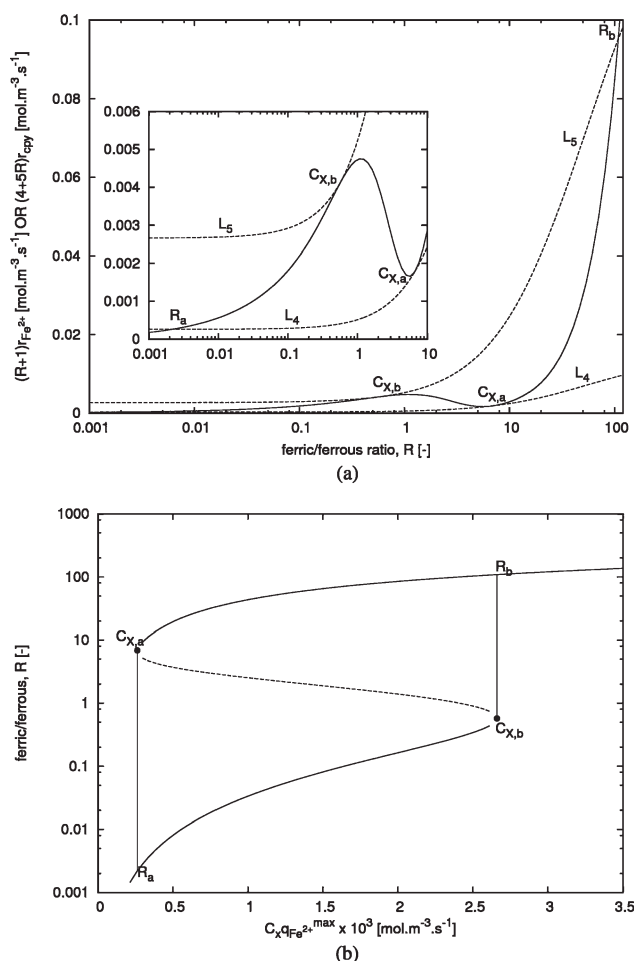 (R+1)r_Fe²⁺ [mol.m⁻³.s⁻¹] OR (4+5R)r_cpy [mol.m⁻³.s⁻¹]
0.1
0.08
0.06
0.04
0.02
0
0.001
0.01
0.1
1
10
100
R_b
L_5
C_X,b
C_X,a
L_4
0.006
0.005
0.004
0.003
0.002
0.001
0
0.001
0.01
0.1
1
10
C_X,b
L_5
R_a
L_4
C_X,a
ferric/ferrous ratio, R [-]
(a)
ferric/ferrous, R [-]
1000
100
10
1
0.1
0.01
0.001
R_b
C_X,a
C_X,b
R_a
0
0.5
1
1.5
2
2.5
3
3.5
C_xq_Fe²⁺^max x 10³ [mol.m⁻³.s⁻¹]
(b)